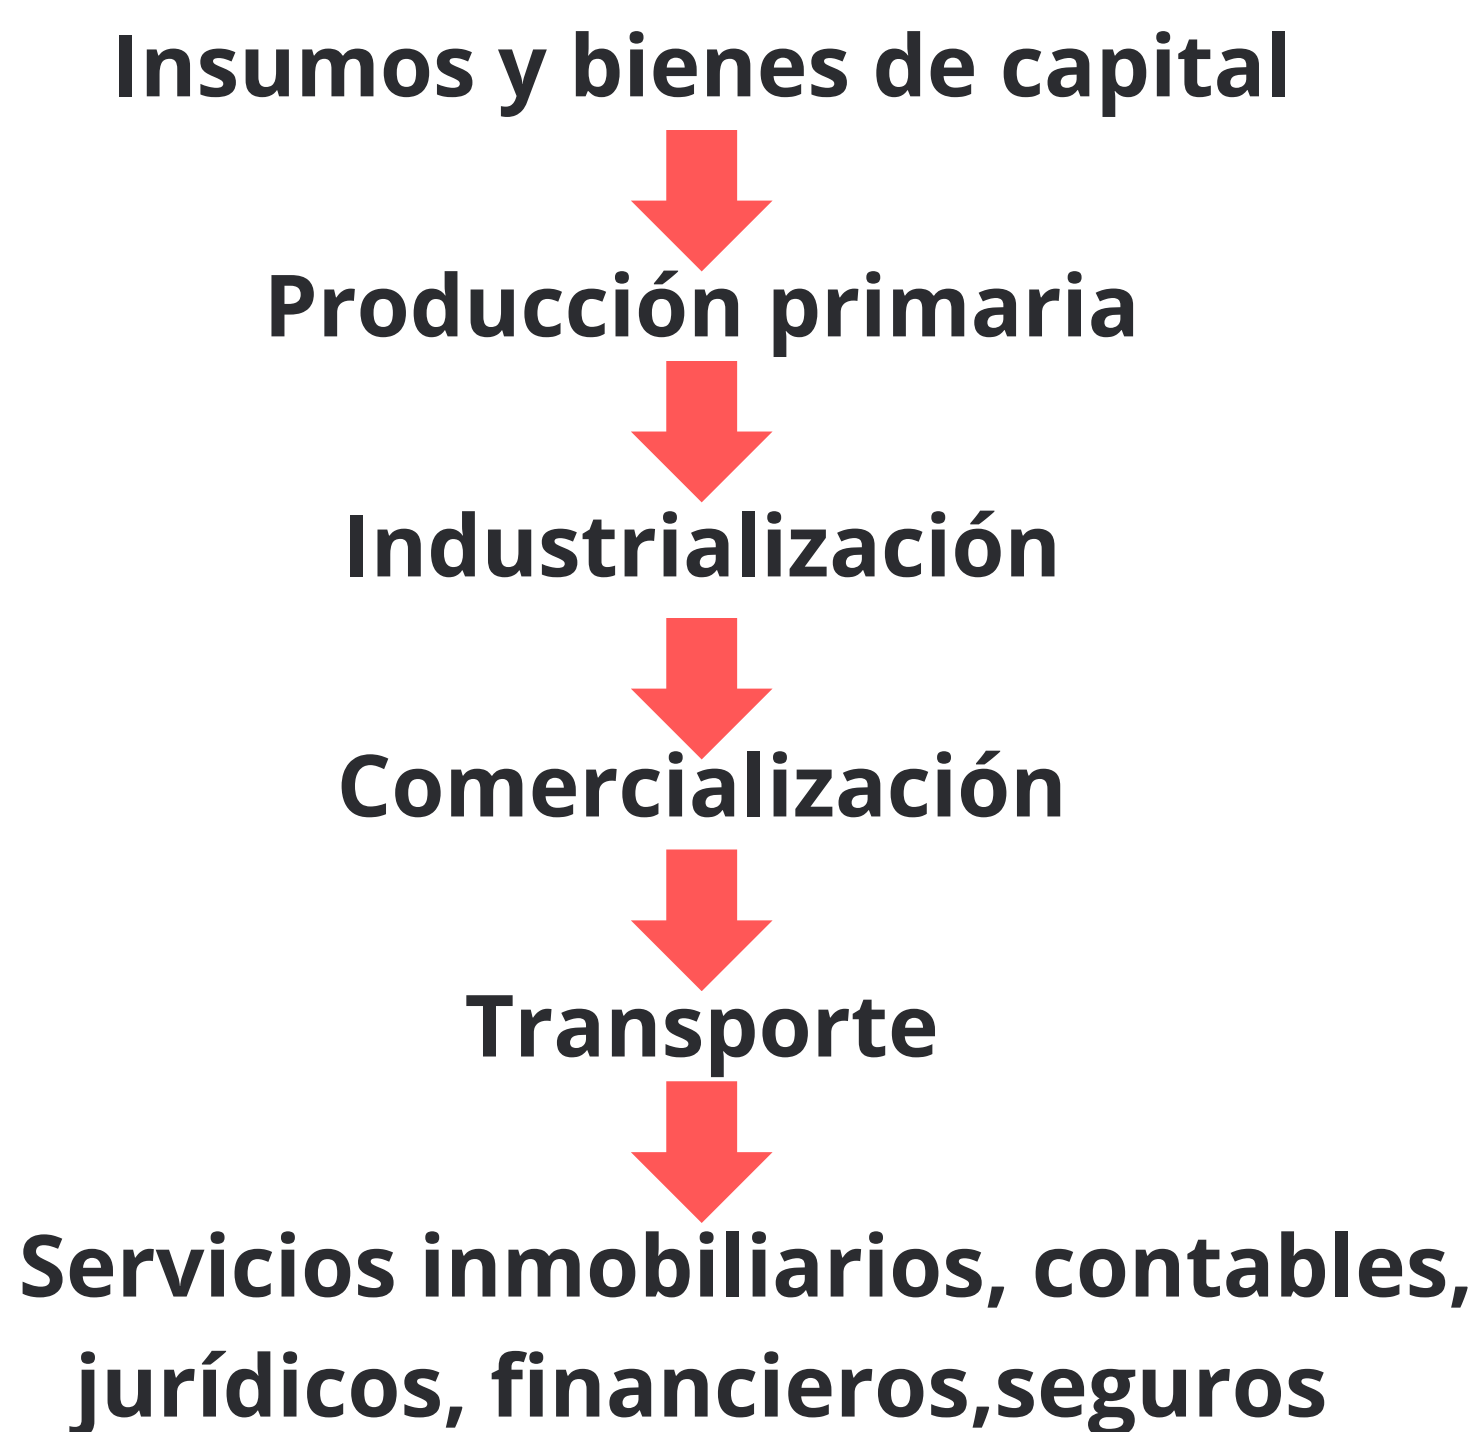 Insumos y bienes de capital
Producción primaria
Industrialización
Comercialización
Transporte
Servicios inmobiliarios, contables,
jurídicos, financieros,seguros